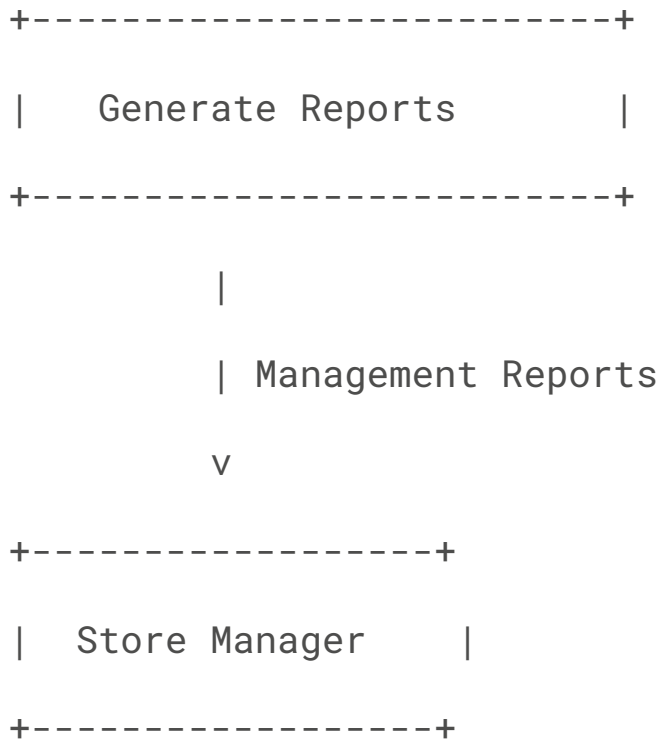 +--------------------------+
|   Generate Reports       |
+--------------------------+
         |
         | Management Reports
         v
+------------------+
|  Store Manager    |
+------------------+